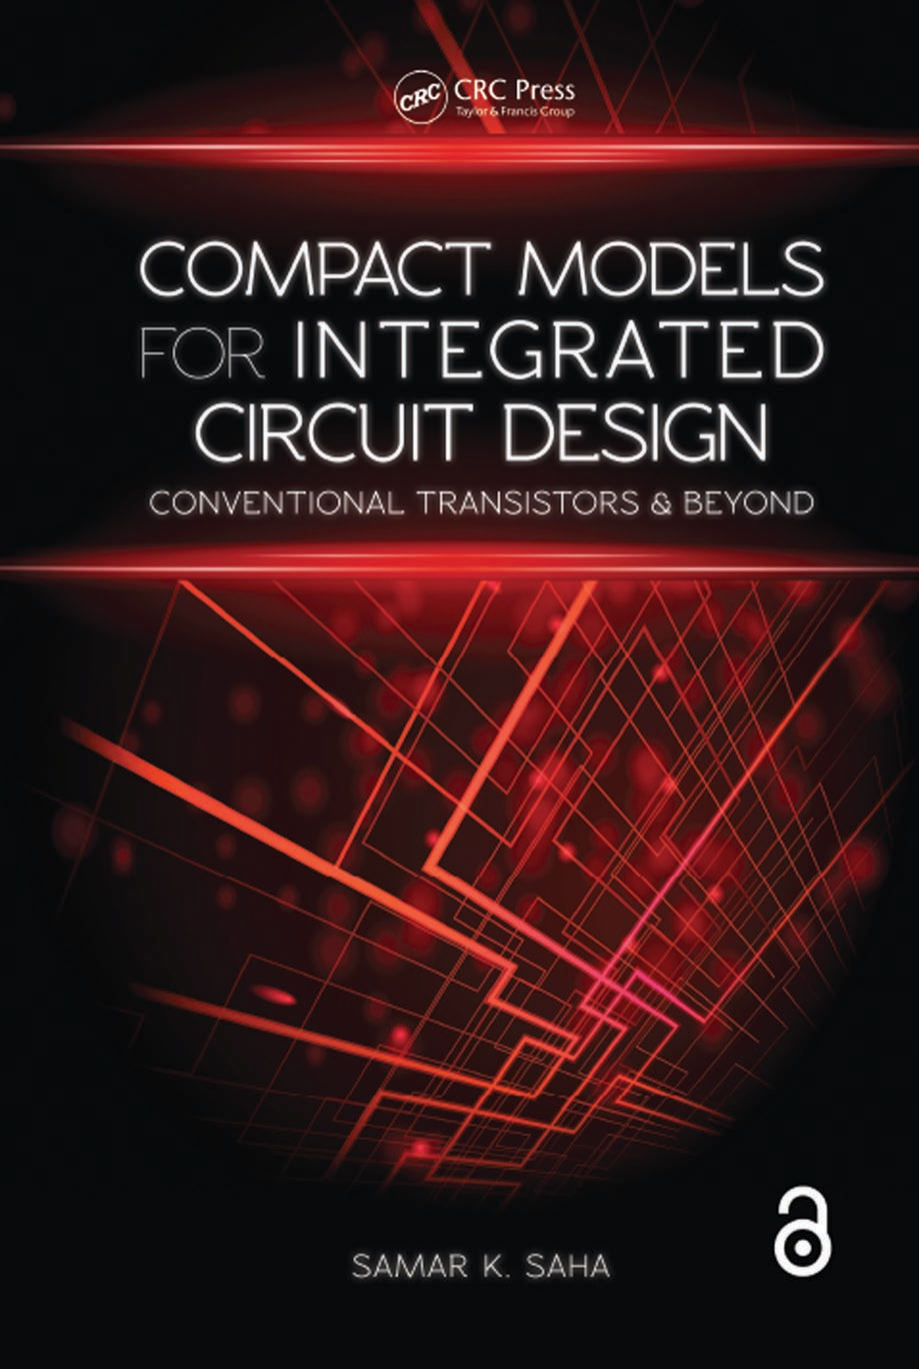 CRC CRC Press
Taylor & Francis Group
COMPACT MODELS
FOR INTEGRATED
CIRCUIT DESIGN
CONVENTIONAL TRANSISTORS & BEYOND
SAMAR K. SAHA